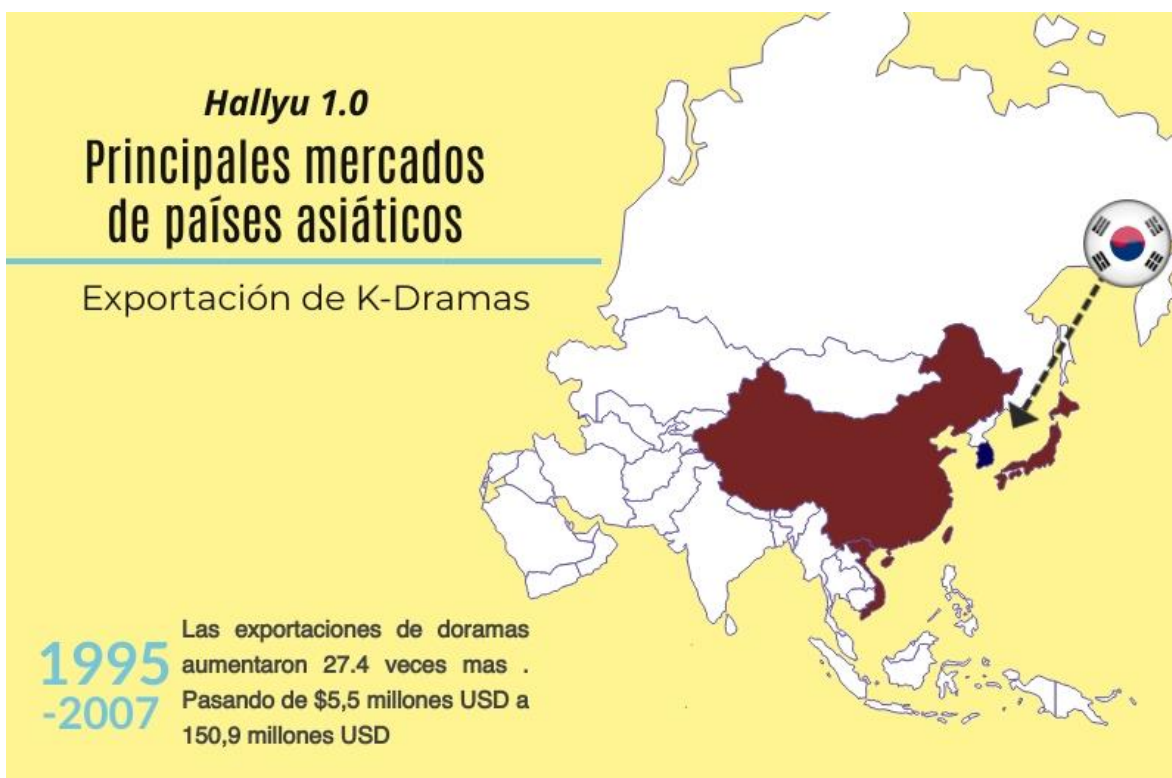 Hallyu 1.0
Principales mercados
de países asiáticos
Exportación de K-Dramas
1995
-2007
Las exportaciones de doramas
aumentaron 27.4 veces mas .
Pasando de $5,5 millones USD a
150,9 millones USD